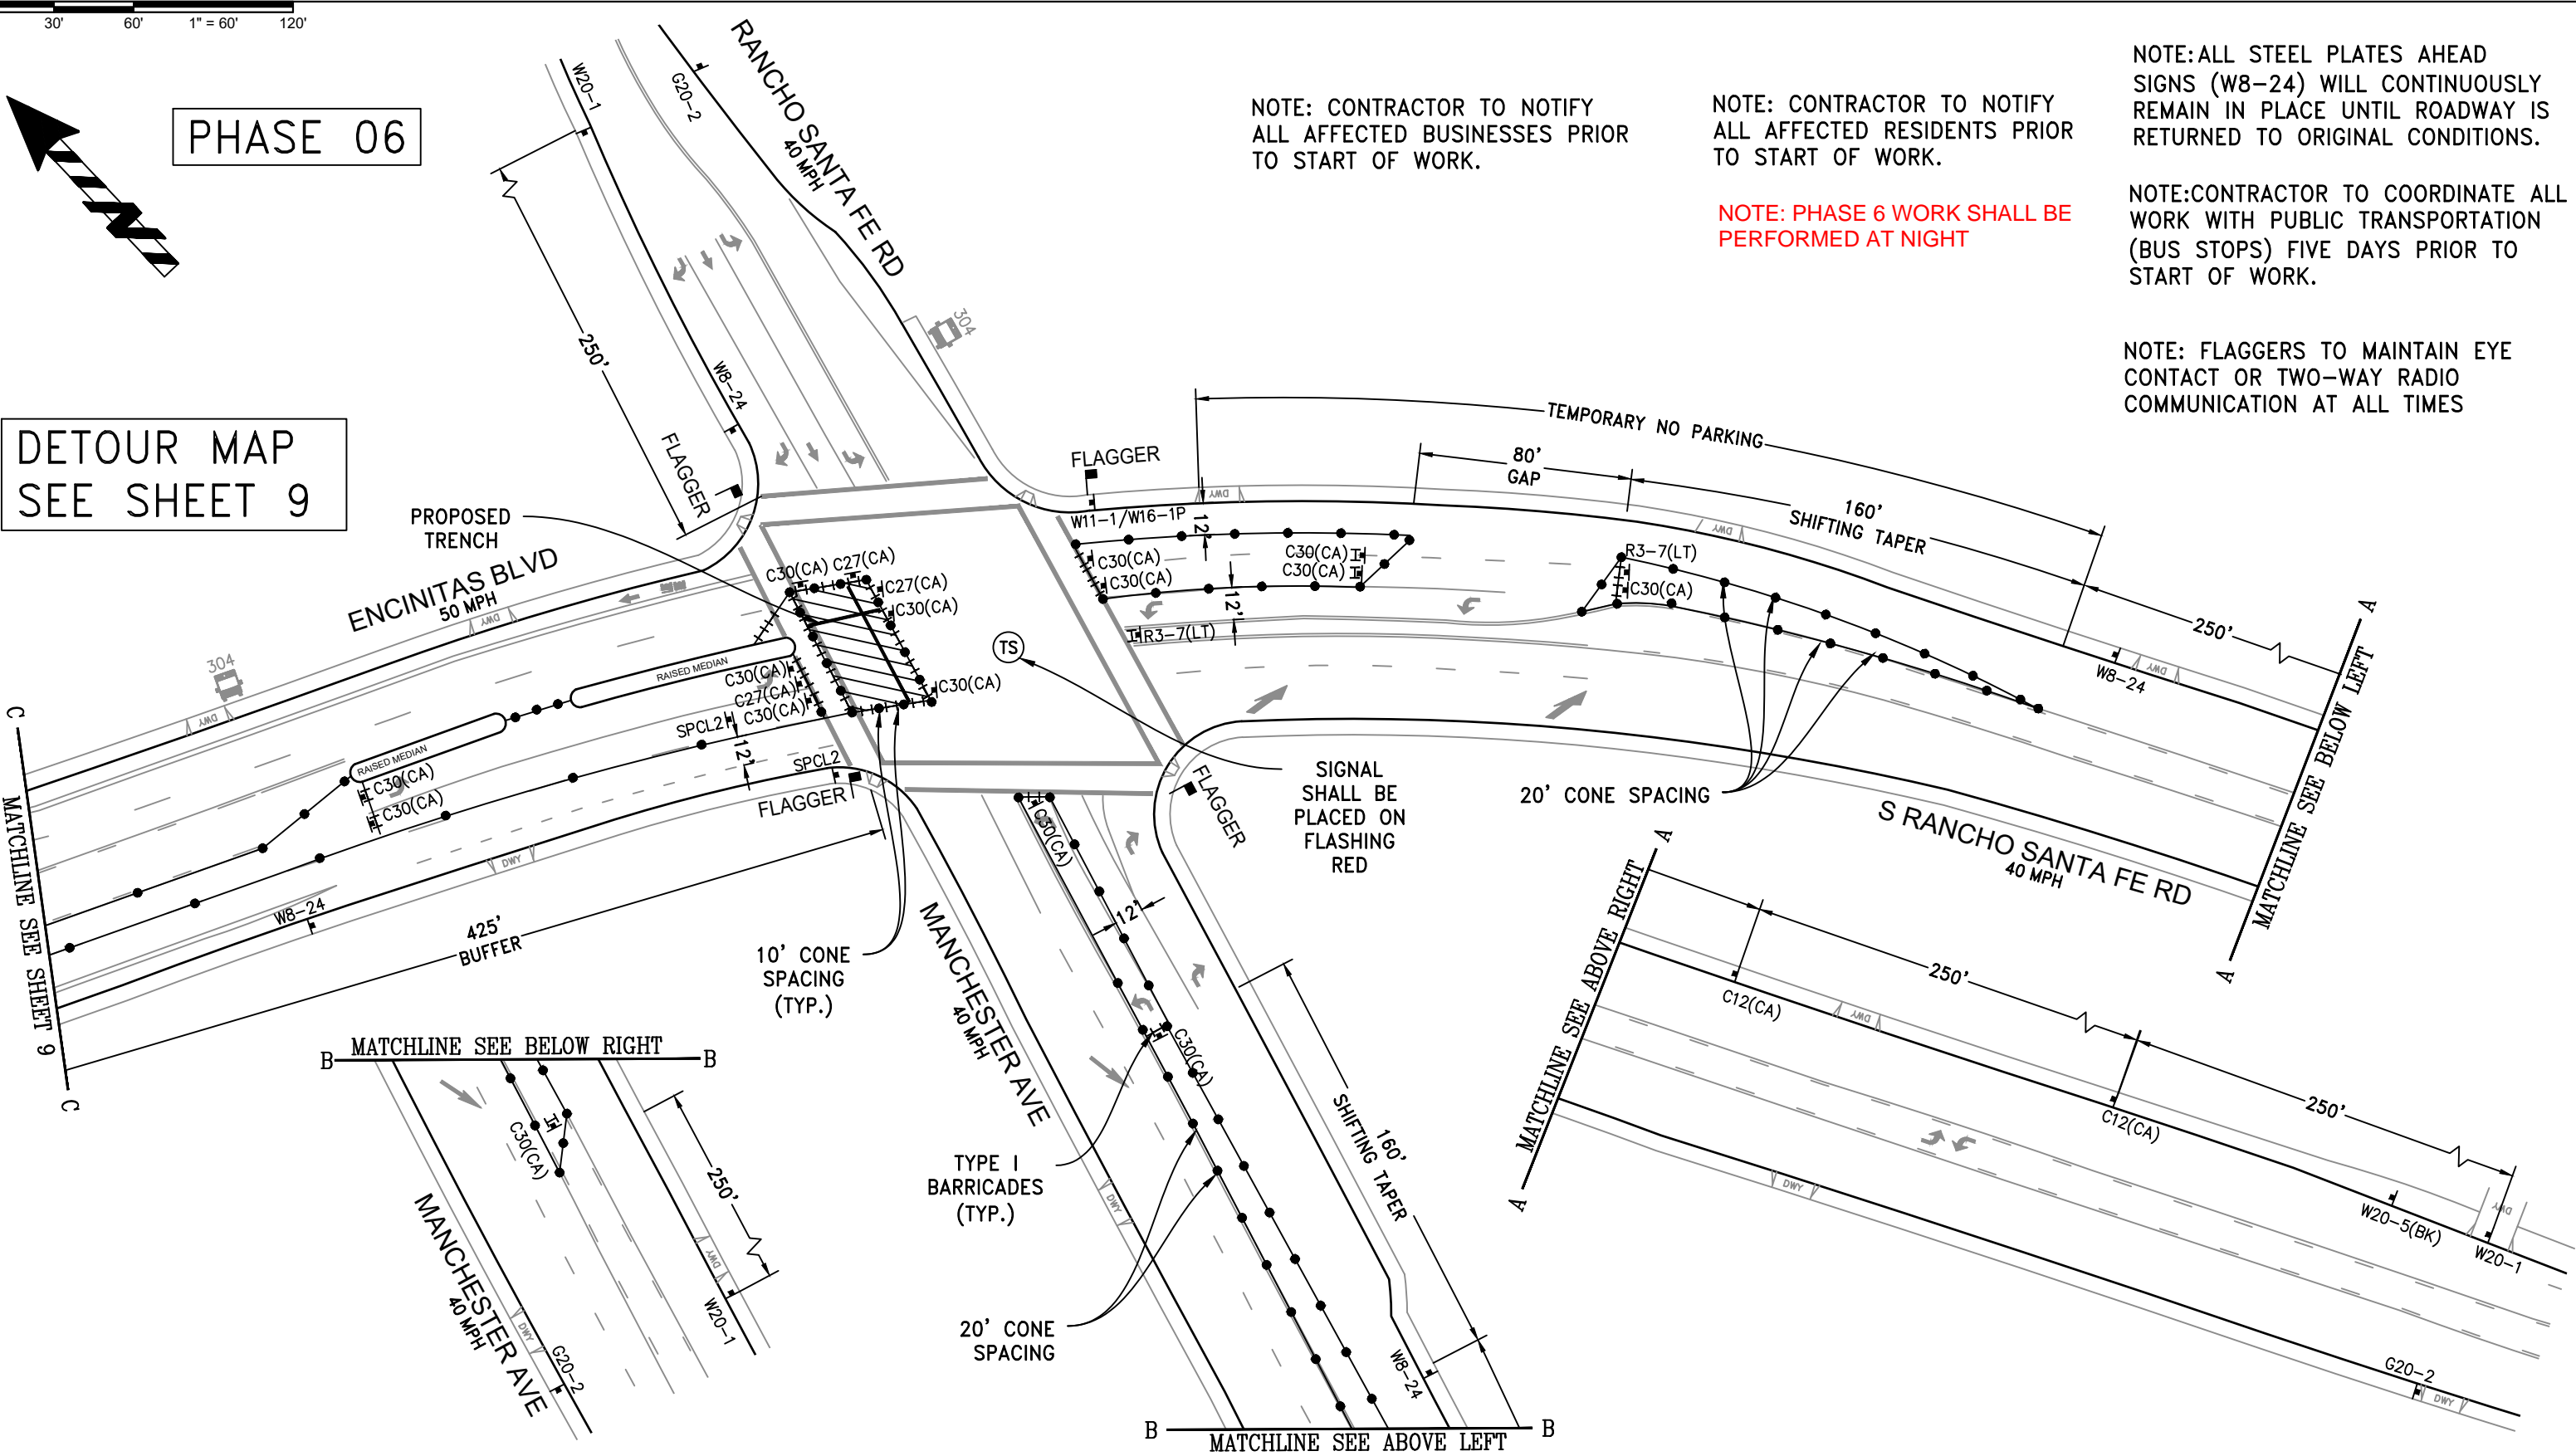 30' 60' 1" = 60' 120'
PHASE 06
DETOUR MAP
SEE SHEET 9
NOTE: CONTRACTOR TO NOTIFY
ALL AFFECTED BUSINESSES PRIOR
TO START OF WORK.
NOTE: CONTRACTOR TO NOTIFY
ALL AFFECTED RESIDENTS PRIOR
TO START OF WORK.
NOTE: PHASE 6 WORK SHALL BE
PERFORMED AT NIGHT
NOTE: ALL STEEL PLATES AHEAD
SIGNS (W8-24) WILL CONTINUOUSLY
REMAIN IN PLACE UNTIL ROADWAY IS
RETURNED TO ORIGINAL CONDITIONS.
NOTE:CONTRACTOR TO COORDINATE ALL
WORK WITH PUBLIC TRANSPORTATION
(BUS STOPS) FIVE DAYS PRIOR TO
START OF WORK.
NOTE: FLAGGERS TO MAINTAIN EYE
CONTACT OR TWO-WAY RADIO
COMMUNICATION AT ALL TIMES
N
W20-1
G20-2
RANCHO SANTA FE RD
40 MPH
304
250'
W8-24
FLAGGER
PROPOSED
TRENCH
ENCINITAS BLVD
50 MPH
DWY
304
DWY
RAISED MEDIAN
RAISED MEDIAN
C30(CA)
C27(CA)
C27(CA)
C30(CA)
C30(CA)
C30(CA)
C27(CA)
C30(CA)
SPCL2
12'
SPCL2
FLAGGER
C30(CA)
C30(CA)
DWY
W8-24
425'
BUFFER
C
MATCHLINE SEE SHEET 9
C
10' CONE
SPACING
(TYP.)
FLAGGER
W11-1/W16-1P
DWY
12'
C30(CA)
C30(CA)
C30(CA)
C30(CA)
12'
R3-7(LT)
TS
SIGNAL
SHALL BE
PLACED ON
FLASHING
RED
TEMPORARY NO PARKING
80'
GAP
160'
SHIFTING TAPER
DWY
R3-7(LT)
C30(CA)
250'
W8-24
DWY
A
MATCHLINE SEE BELOW LEFT
A
20' CONE SPACING
S RANCHO SANTA FE RD
40 MPH
FLAGGER
C30(CA)
12'
MANCHESTER AVE
40 MPH
C30(CA)
TYPE I
BARRICADES
(TYP.)
DWY
160'
SHIFTING TAPER
20' CONE
SPACING
W8-24
B MATCHLINE SEE ABOVE LEFT B
B MATCHLINE SEE BELOW RIGHT B
C30(CA)
250'
DWY
W20-1
MANCHESTER AVE
40 MPH
DWY
G20-2
A
MATCHLINE SEE ABOVE RIGHT
A
250'
C12(CA)
DWY
C12(CA)
250'
W20-5(BK)
DWY
W20-1
DWY
G20-2
DWY